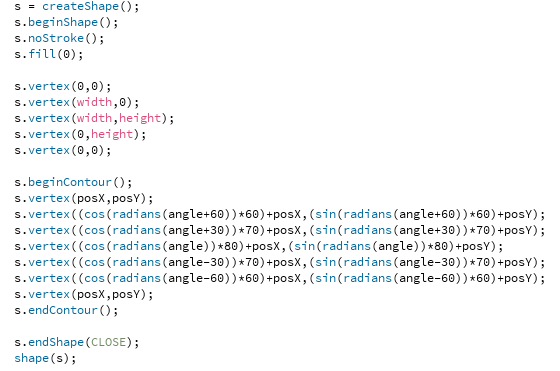 s = createShape();
s.beginShape();
s.noStroke();
s.fill(0);

s.vertex(0,0);
s.vertex(width,0);
s.vertex(width,height);
s.vertex(0,height);
s.vertex(0,0);

s.beginContour();
s.vertex(posX,posY);
s.vertex((cos(radians(angle+60))*60)+posX,(sin(radians(angle+60))*60)+posY);
s.vertex((cos(radians(angle+30))*70)+posX,(sin(radians(angle+30))*70)+posY);
s.vertex((cos(radians(angle))*80)+posX,(sin(radians(angle))*80)+posY);
s.vertex((cos(radians(angle-30))*70)+posX,(sin(radians(angle-30))*70)+posY);
s.vertex((cos(radians(angle-60))*60)+posX,(sin(radians(angle-60))*60)+posY);
s.vertex(posX,posY);
s.endContour();

s.endShape(CLOSE);
shape(s);